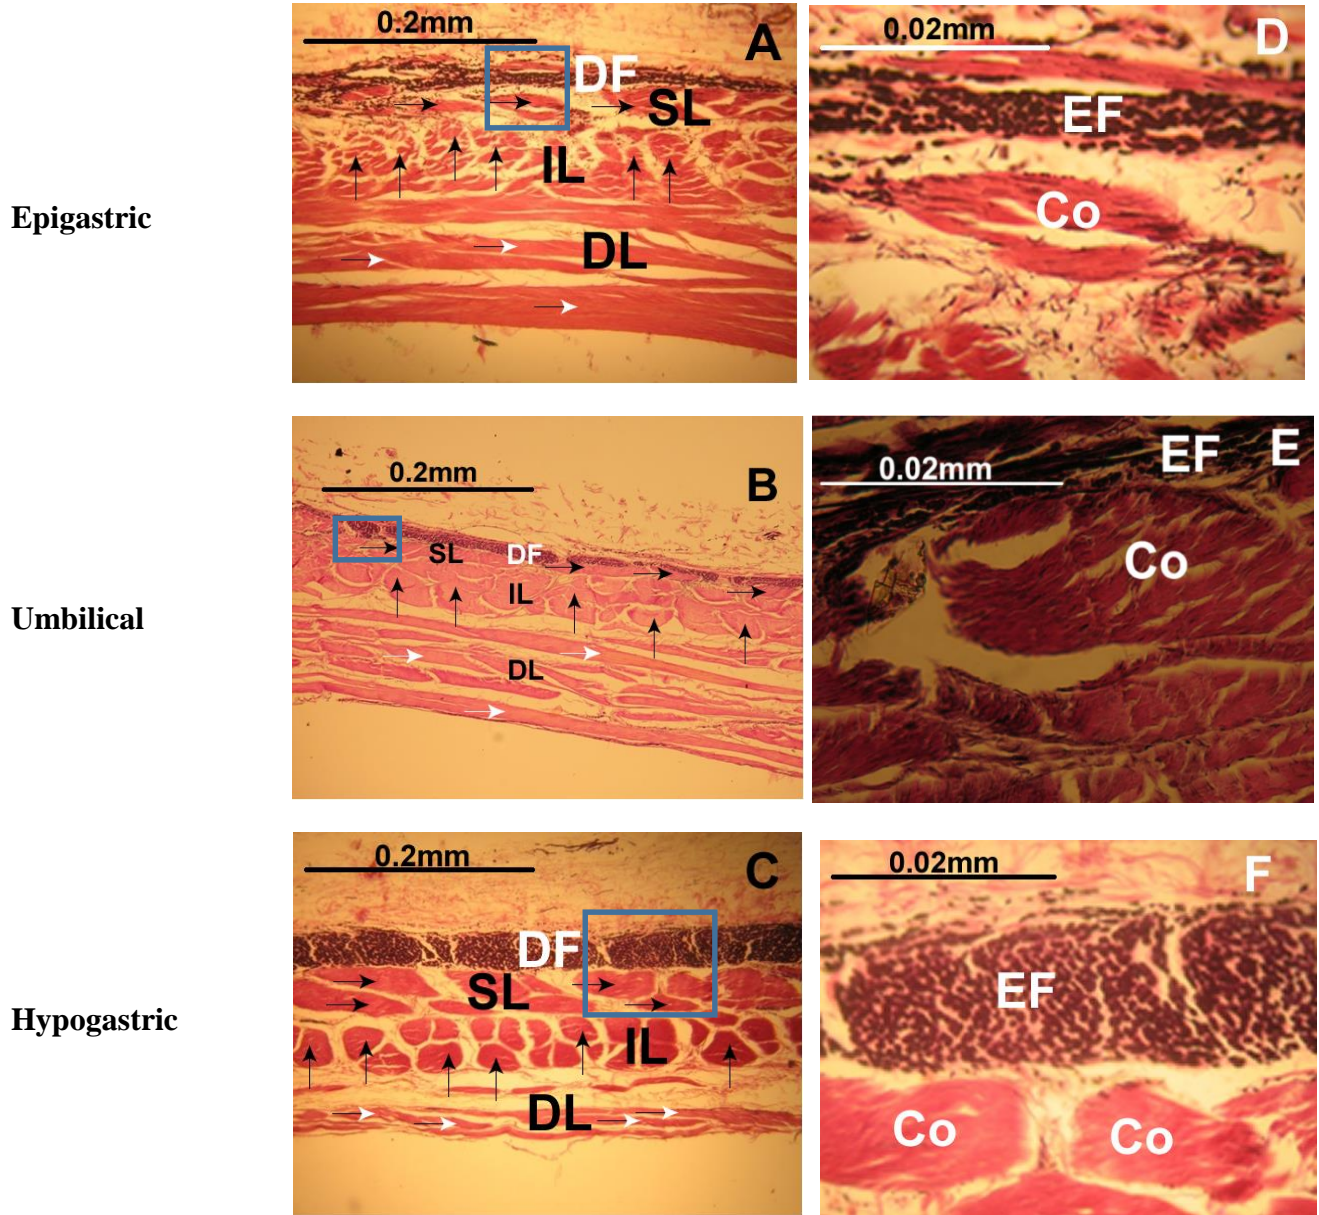 0.2mm
A
DF
SL
IL
DL
0.02mm
D
EF
Co
Epigastric
0.2mm
B
SL
DF
IL
DL
EF
E
0.02mm
Co
Umbilical
0.2mm
C
DF
SL
IL
DL
0.02mm
F
EF
Co
Co
Hypogastric